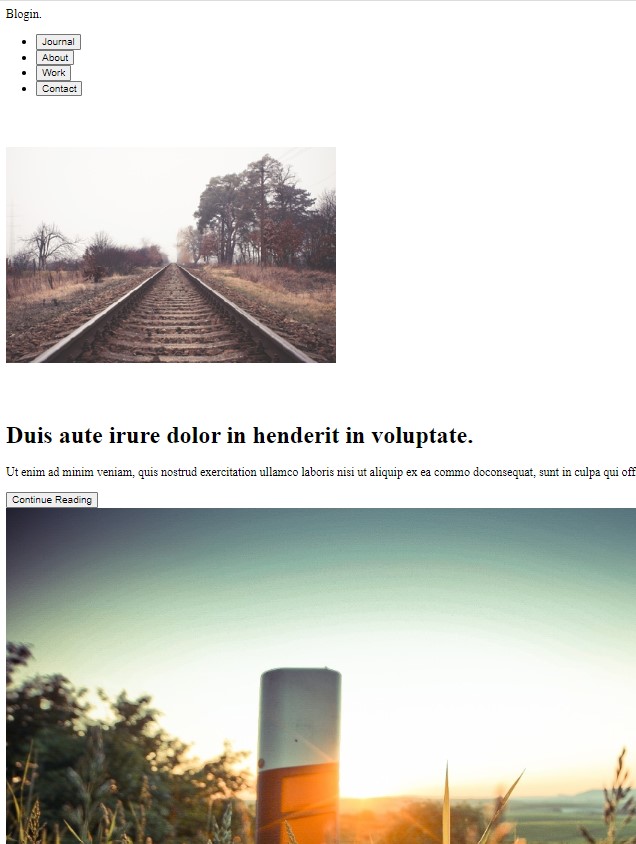 Blogin.
Journal
About
Work
Contact
Duis aute irure dolor in henderit in voluptate.
Ut enim ad minim veniam, quis nostrud exercitation ullamco laboris nisi ut aliquip ex ea commo doconsequat, sunt in culpa qui off
Continue Reading